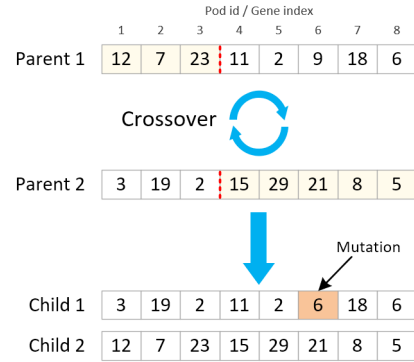 Pod id / Gene index
1 2 3 4 5 6 7 8
Parent 1 12 7 23 11 2 9 18 6
Crossover
Parent 2 3 19 2 15 29 21 8 5
Mutation
Child 1 3 19 2 11 2 6 18 6
Child 2 12 7 23 15 29 21 8 5